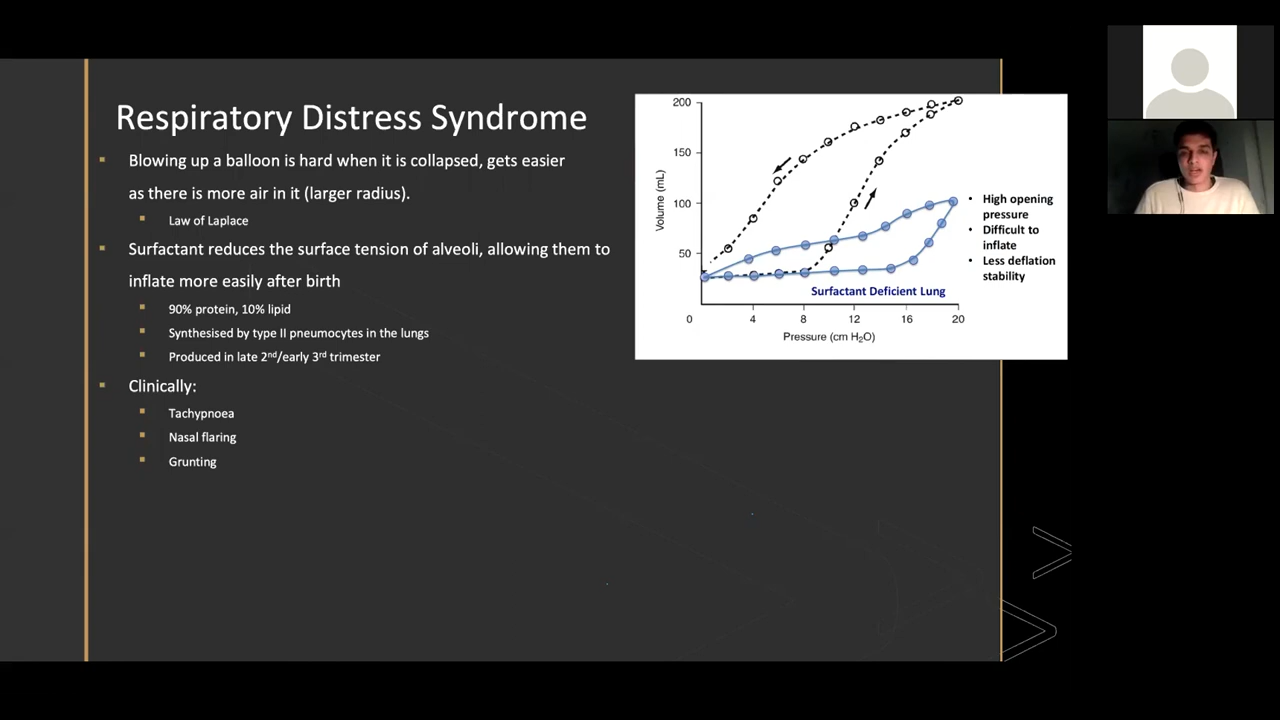 Respiratory Distress Syndrome
Blowing up a balloon is hard when it is collapsed, gets easier
as there is more air in it (larger radius).
Law of Laplace
Surfactant reduces the surface tension of alveoli, allowing them to
inflate more easily after birth
90% protein, 10% lipid
Synthesised by type II pneumocytes in the lungs
Produced in late 2nd/early 3rd trimester
Clinically:
Tachypnoea
Nasal flaring
Grunting
200
150
100
50
Volume (mL)
0 4 8 12 16 20
Pressure (cm H₂O)
Surfactant Deficient Lung
High opening
pressure
Difficult to
inflate
Less deflation
stability